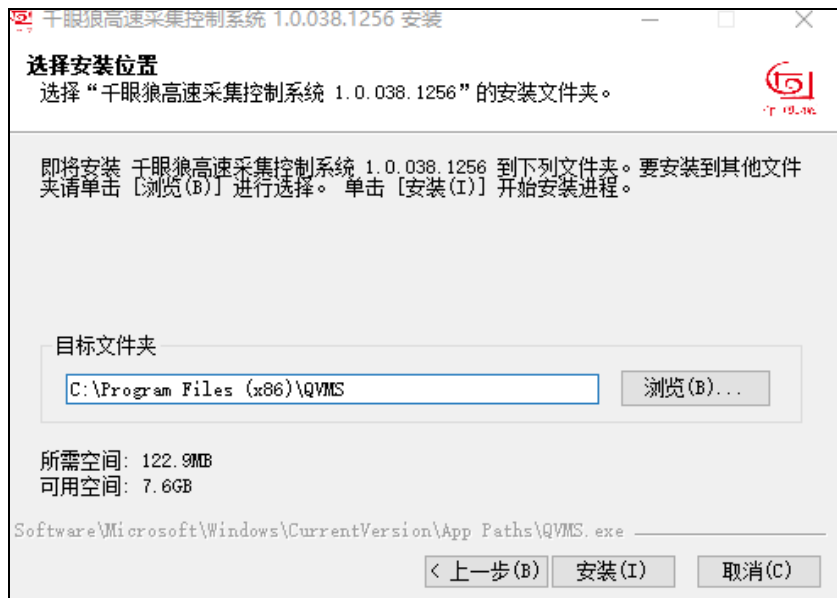 千眼狼高速采集控制系统 1.0.038.1256 安装
选择安装位置
选择“千眼狼高速采集控制系统 1.0.038.1256”的安装文件夹。
即将安装 千眼狼高速采集控制系统 1.0.038.1256 到下列文件夹。要安装到其他文件
夹请单击 [浏览(B)] 进行选择。 单击 [安装(I)] 开始安装进程。
目标文件夹
C:\Program Files (x86)\QVMS
浏览(B)...
所需空间: 122.9MB
可用空间: 7.6GB
Software\Microsoft\Windows\CurrentVersion\App Paths\QVMS.exe
< 上一步(B) 安装(I) 取消(C)